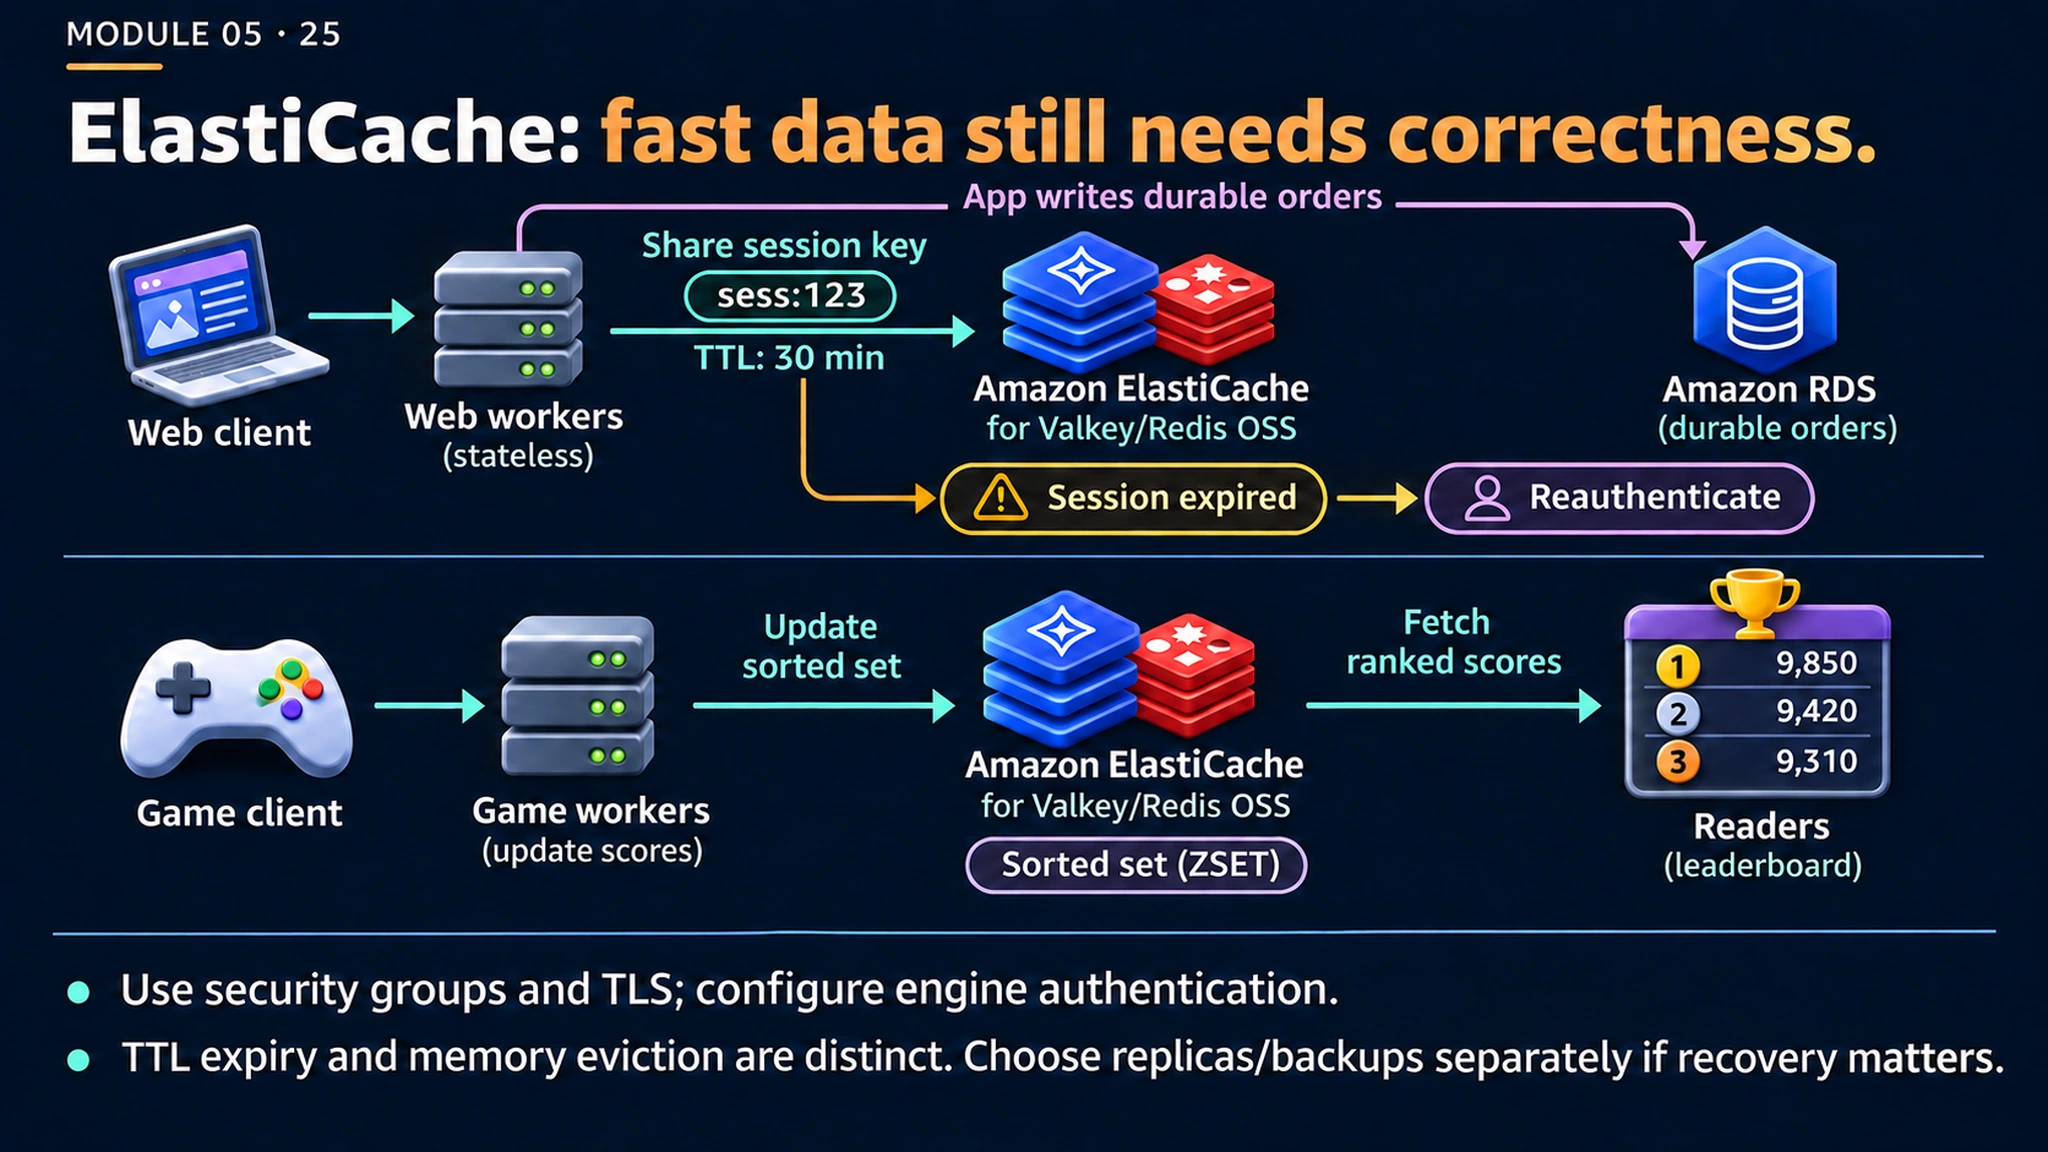 MODULE 05 · 25
ElastiCache: fast data still needs correctness.
App writes durable orders
Share session key
sess:123
TTL: 30 min
Web client
Web workers
(stateless)
Amazon ElastiCache
for Valkey/Redis OSS
Amazon RDS
(durable orders)
Session expired
Reauthenticate
Game client
Game workers
(update scores)
Update
sorted set
Amazon ElastiCache
for Valkey/Redis OSS
Sorted set (ZSET)
Fetch
ranked scores
1 9,850
2 9,420
3 9,310
Readers
(leaderboard)
Use security groups and TLS; configure engine authentication.
TTL expiry and memory eviction are distinct. Choose replicas/backups separately if recovery matters.